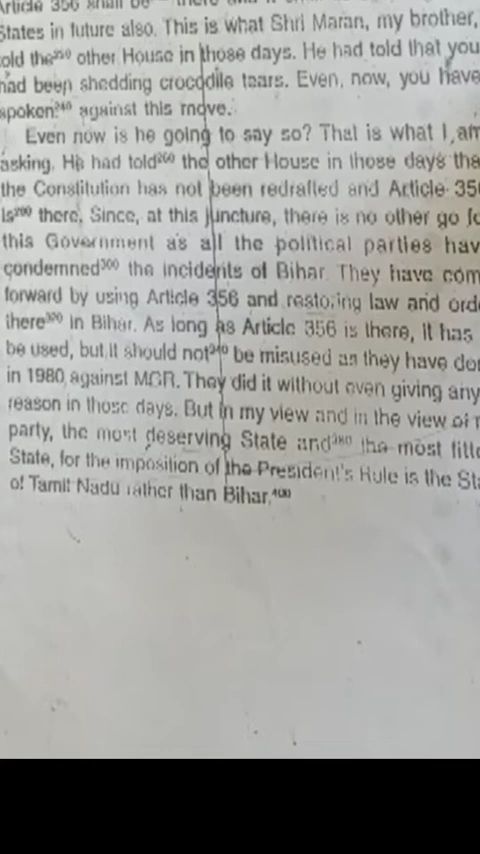 Article 356 shall be
States in future also. This is what Shri Maran, my brother,
told the²²⁰ other House in those days. He had told that you
had been shedding crocodile tears. Even, now, you have
spoken²⁴⁰ against this move.
Even now is he going to say so? That is what I am
asking. He had told²⁶⁰ the other House in those days tha
the Constitution has not been redrafted and Article 35
is²⁸⁰ there, Since, at this juncture, there is no other go fo
this Government as all the political parties hav
condemned³⁰⁰ the incidents of Bihar. They have com
forward by using Article 356 and restoring law and ord
there³²⁰ in Bihar. As long as Article 356 is there, it has
be used, but it should not³⁴⁰ be misused as they have do
in 1980 against MGR. They did it without even giving any
reason in those days. But in my view and in the view of
party, the most deserving State and³⁸⁰ the most fitt
State, for the imposition of the President's Rule is the St
of Tamil Nadu rather than Bihar.⁴⁰⁰